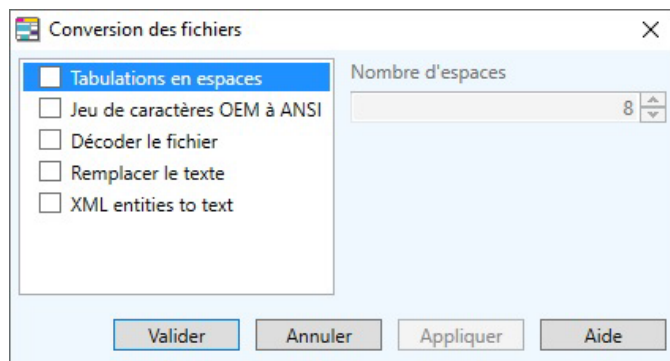 Conversion des fichiers
Tabulations en espaces
Jeu de caractères OEM à ANSI
Décoder le fichier
Remplacer le texte
XML entities to text
Nombre d'espaces
8
Valider
Annuler
Appliquer
Aide